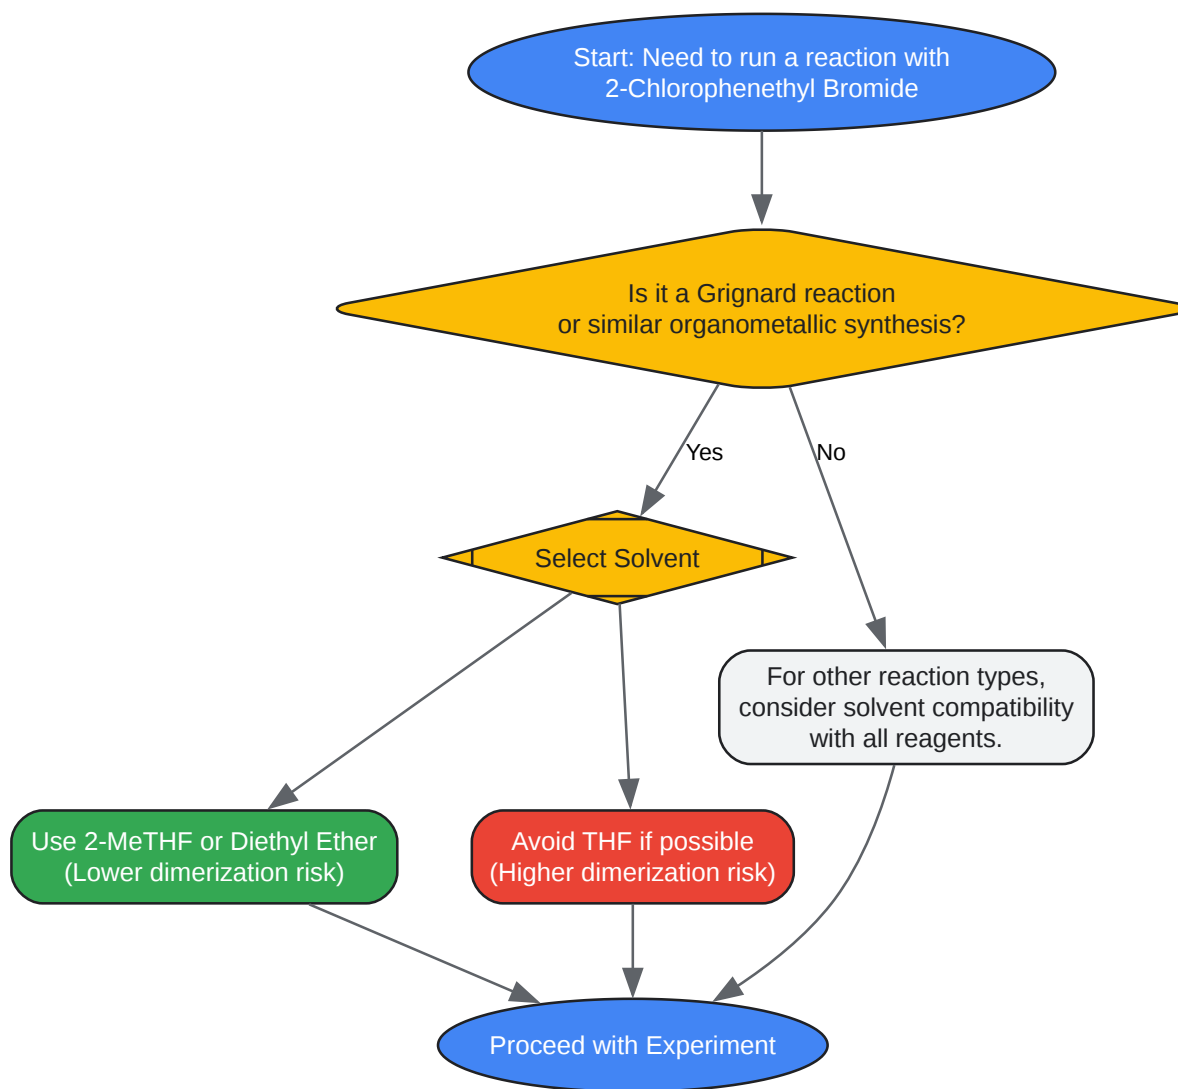 Start: Need to run a reaction with
2-Chlorophenethyl Bromide
Is it a Grignard reaction
or similar organometallic synthesis?
Yes
No
Select Solvent
For other reaction types,
consider solvent compatibility
with all reagents.
Use 2-MeTHF or Diethyl Ether
(Lower dimerization risk)
Avoid THF if possible
(Higher dimerization risk)
Proceed with Experiment